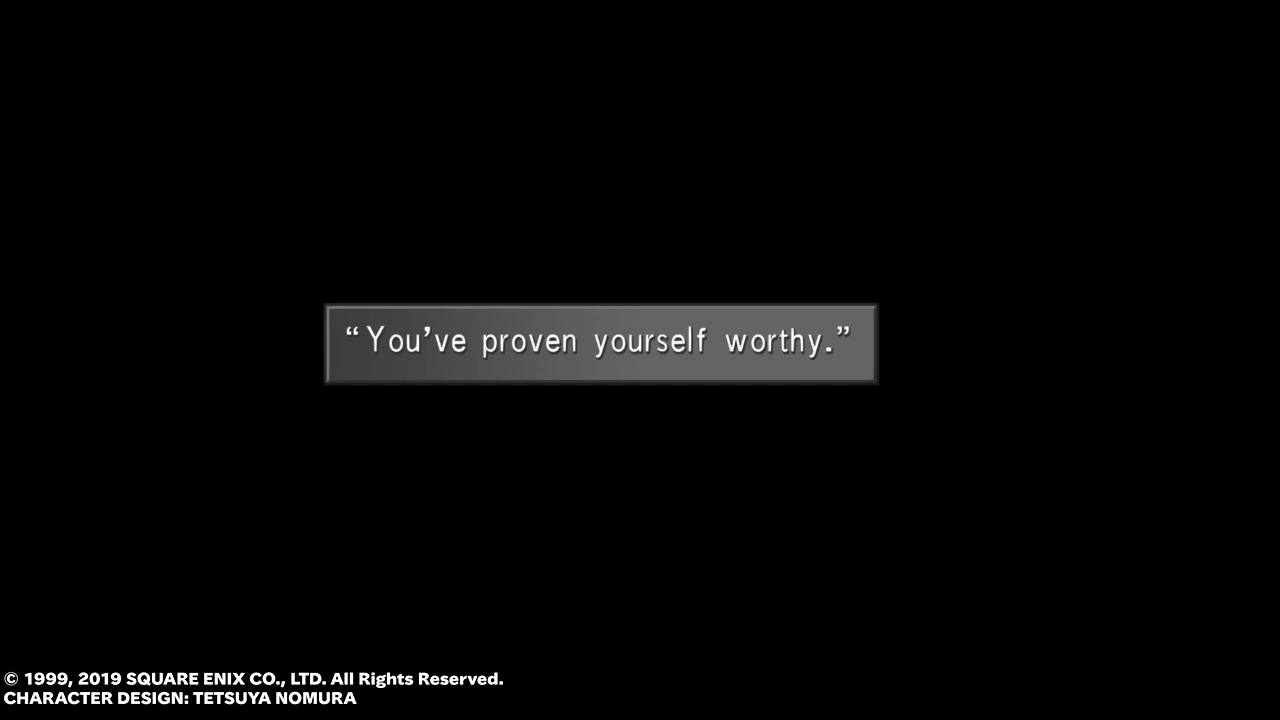 “You’ve proven yourself worthy.”
© 1999, 2019 SQUARE ENIX CO., LTD. All Rights Reserved.
CHARACTER DESIGN: TETSUYA NOMURA